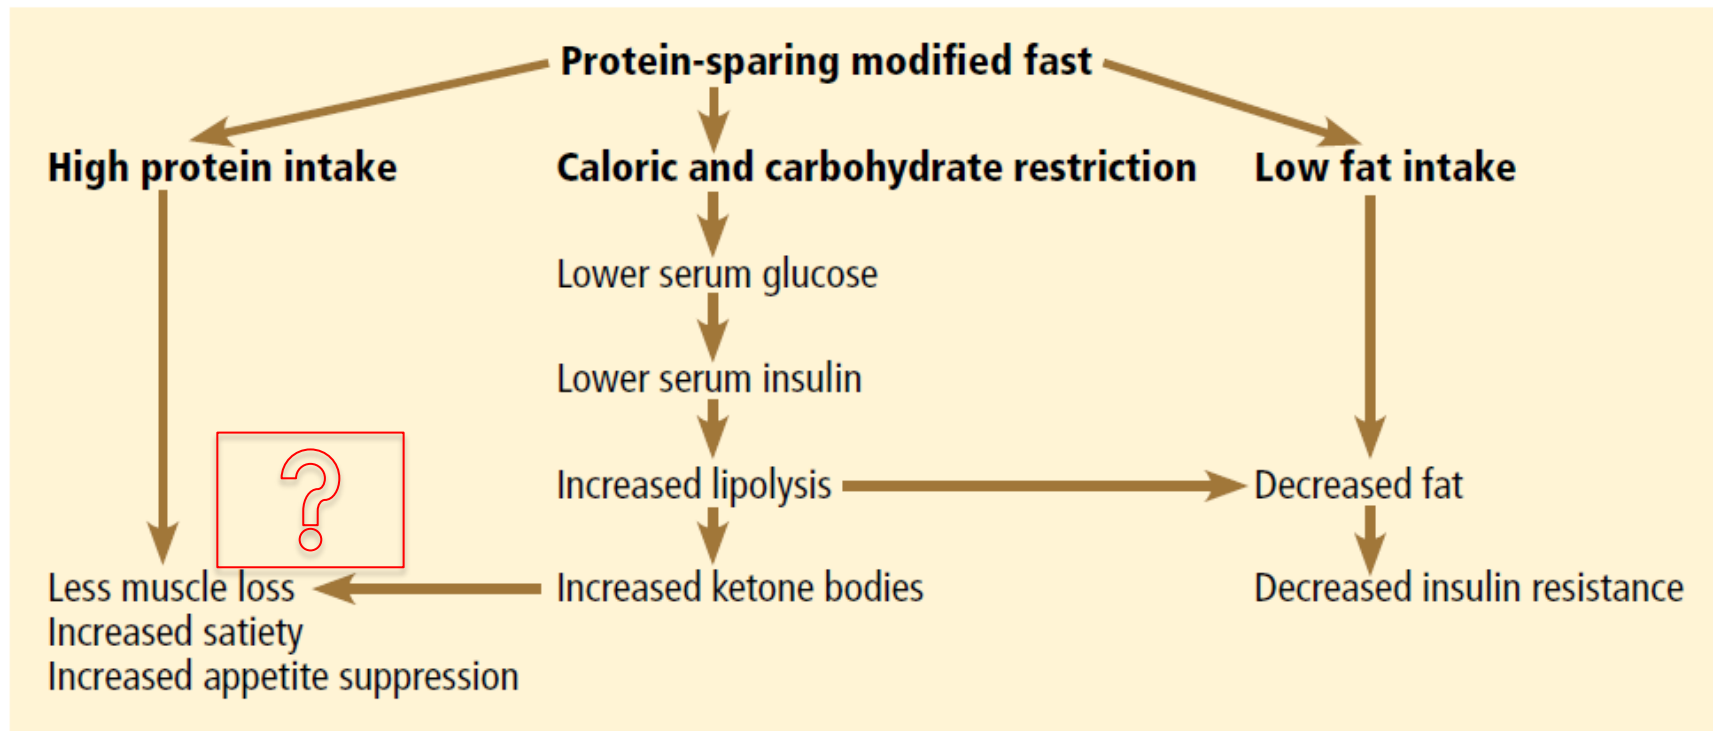 Protein-sparing modified fast
High protein intake
Caloric and carbohydrate restriction
Low fat intake
Lower serum glucose
Lower serum insulin
Increased lipolysis
Decreased fat
?
Less muscle loss
Increased satiety
Increased appetite suppression
Increased ketone bodies
Decreased insulin resistance